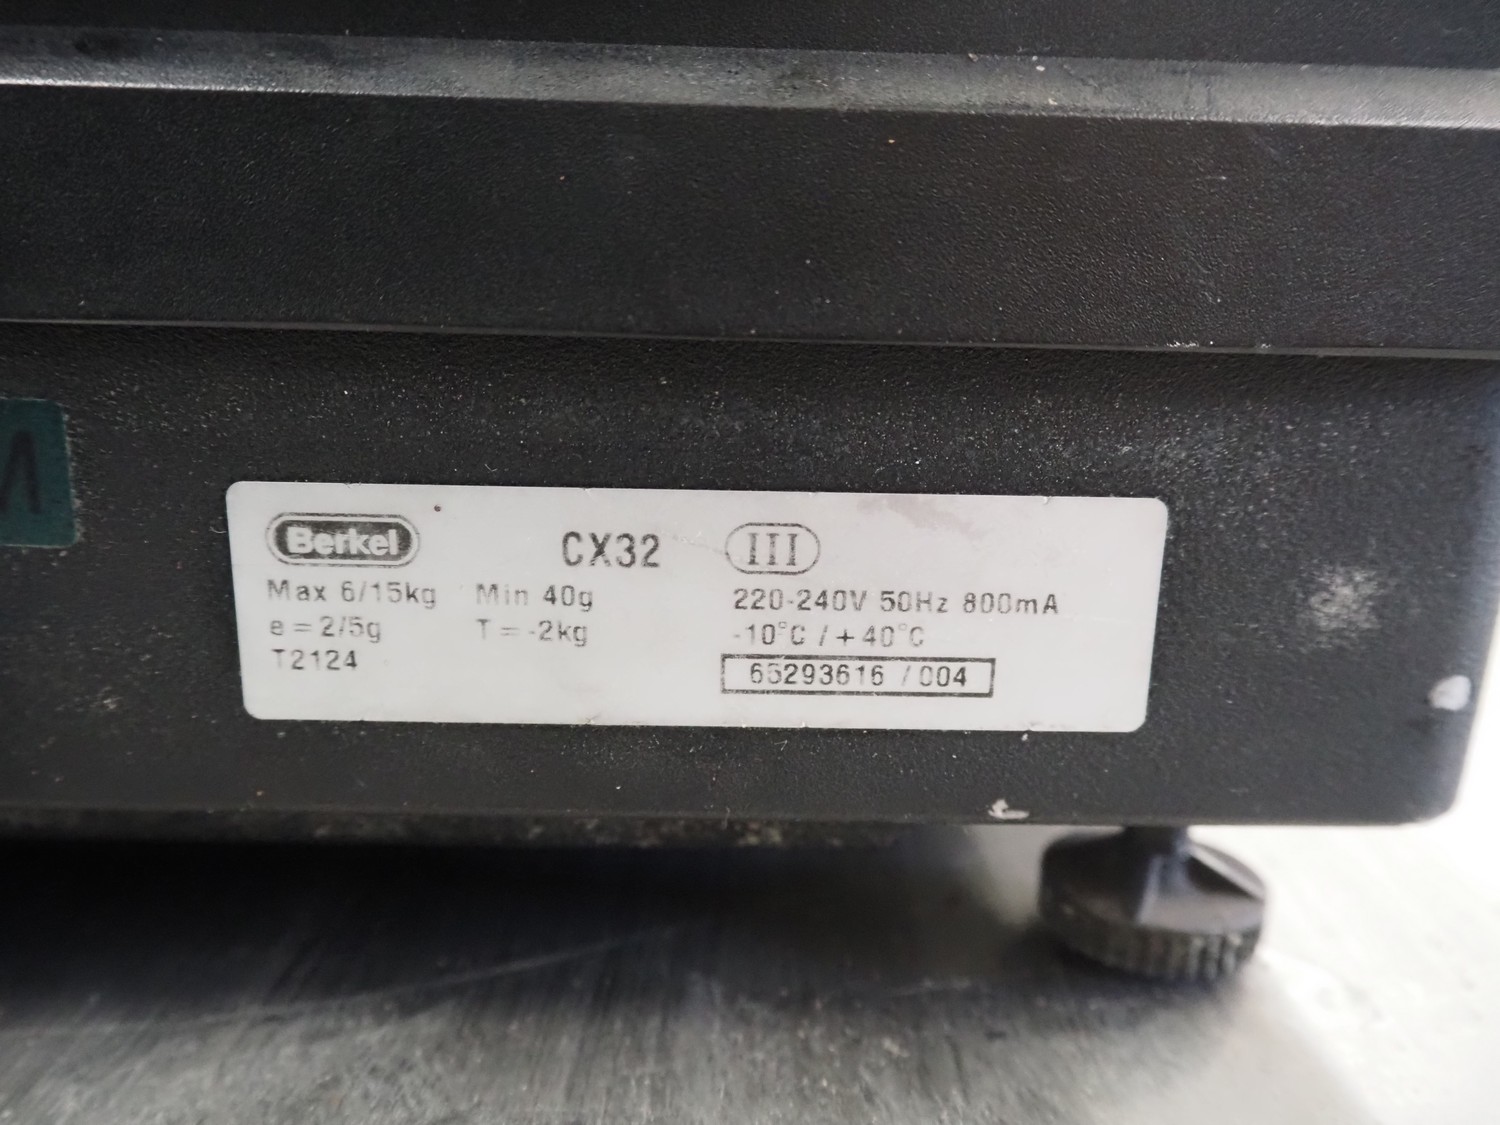 Berkel CX32 III
Max 6/15kg Min 40g 220-240V 50Hz 800mA
e = 2/5g T = -2kg -10°C / +40°C
T2124 65293616 / 004
M